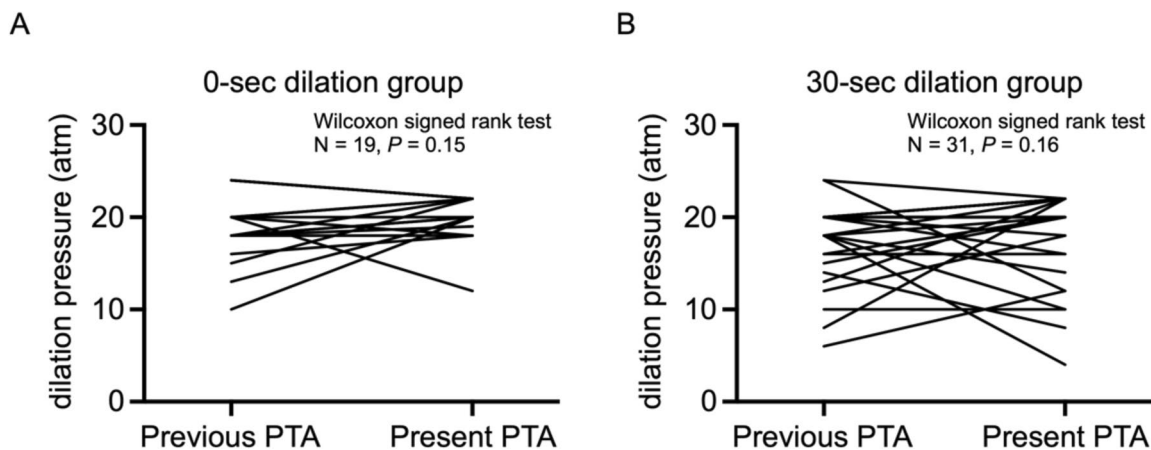 A
0-sec dilation group
Wilcoxon signed rank test
N = 19, P = 0.15
dilation pressure (atm)
30
20
10
0
Previous PTA
Present PTA
B
30-sec dilation group
Wilcoxon signed rank test
N = 31, P = 0.16
dilation pressure (atm)
30
20
10
0
Previous PTA
Present PTA